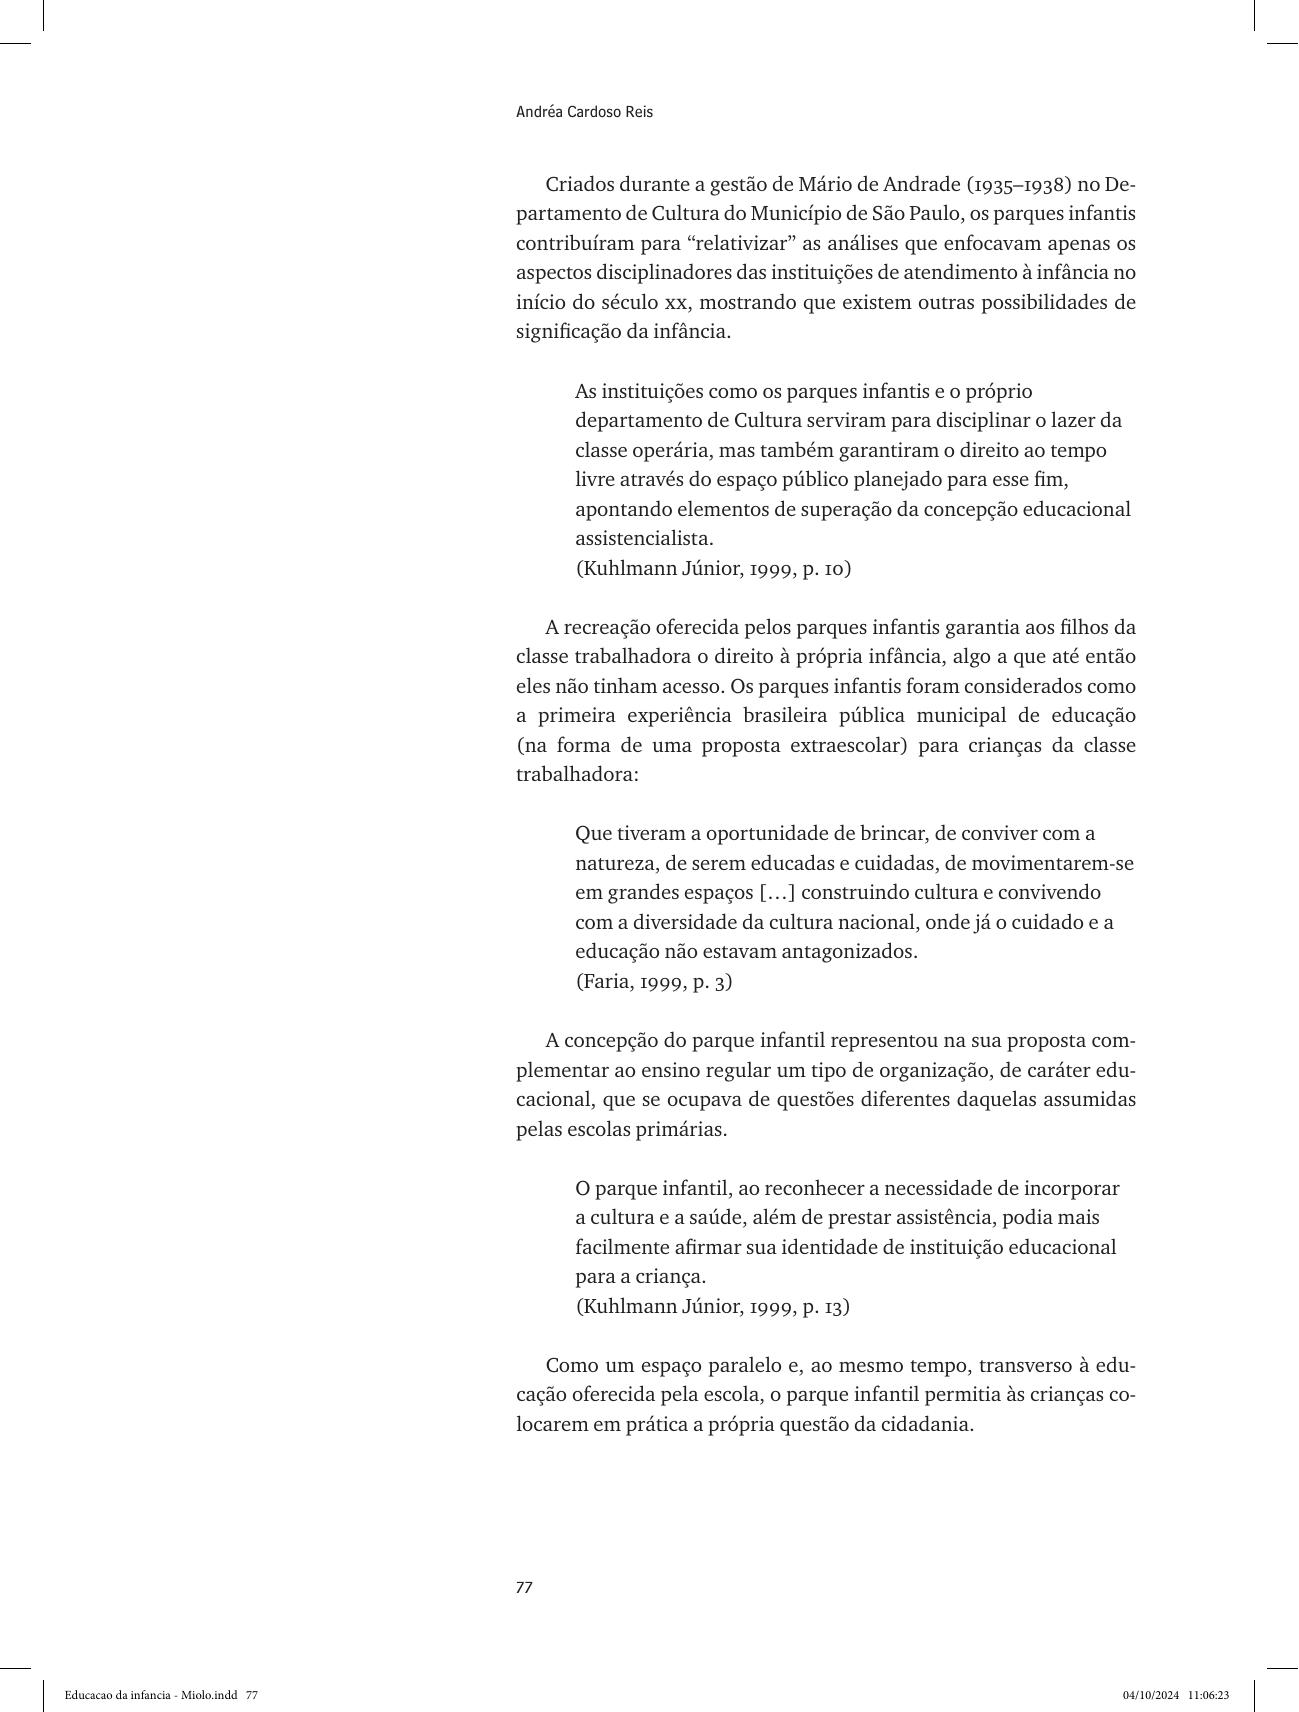 Andréa Cardoso Reis
Criados durante a gestão de Mário de Andrade (1935–1938) no De-
partamento de Cultura do Município de São Paulo, os parques infantis
contribuíram para “relativizar” as análises que enfocavam apenas os
aspectos disciplinadores das instituições de atendimento à infância no
início do século xx, mostrando que existem outras possibilidades de
significação da infância.
As instituições como os parques infantis e o próprio
departamento de Cultura serviram para disciplinar o lazer da
classe operária, mas também garantiram o direito ao tempo
livre através do espaço público planejado para esse fim,
apontando elementos de superação da concepção educacional
assistencialista.
(Kuhlmann Júnior, 1999, p. 10)
A recreação oferecida pelos parques infantis garantia aos filhos da
classe trabalhadora o direito à própria infância, algo a que até então
eles não tinham acesso. Os parques infantis foram considerados como
a primeira experiência brasileira pública municipal de educação
(na forma de uma proposta extraescolar) para crianças da classe
trabalhadora:
Que tiveram a oportunidade de brincar, de conviver com a
natureza, de serem educadas e cuidadas, de movimentarem-se
em grandes espaços […] construindo cultura e convivendo
com a diversidade da cultura nacional, onde já o cuidado e a
educação não estavam antagonizados.
(Faria, 1999, p. 3)
A concepção do parque infantil representou na sua proposta com-
plementar ao ensino regular um tipo de organização, de caráter edu-
cacional, que se ocupava de questões diferentes daquelas assumidas
pelas escolas primárias.
O parque infantil, ao reconhecer a necessidade de incorporar
a cultura e a saúde, além de prestar assistência, podia mais
facilmente afirmar sua identidade de instituição educacional
para a criança.
(Kuhlmann Júnior, 1999, p. 13)
Como um espaço paralelo e, ao mesmo tempo, transverso à edu-
cação oferecida pela escola, o parque infantil permitia às crianças co-
locarem em prática a própria questão da cidadania.
77
Educacao da infancia - Miolo.indd 77
04/10/2024 11:06:23